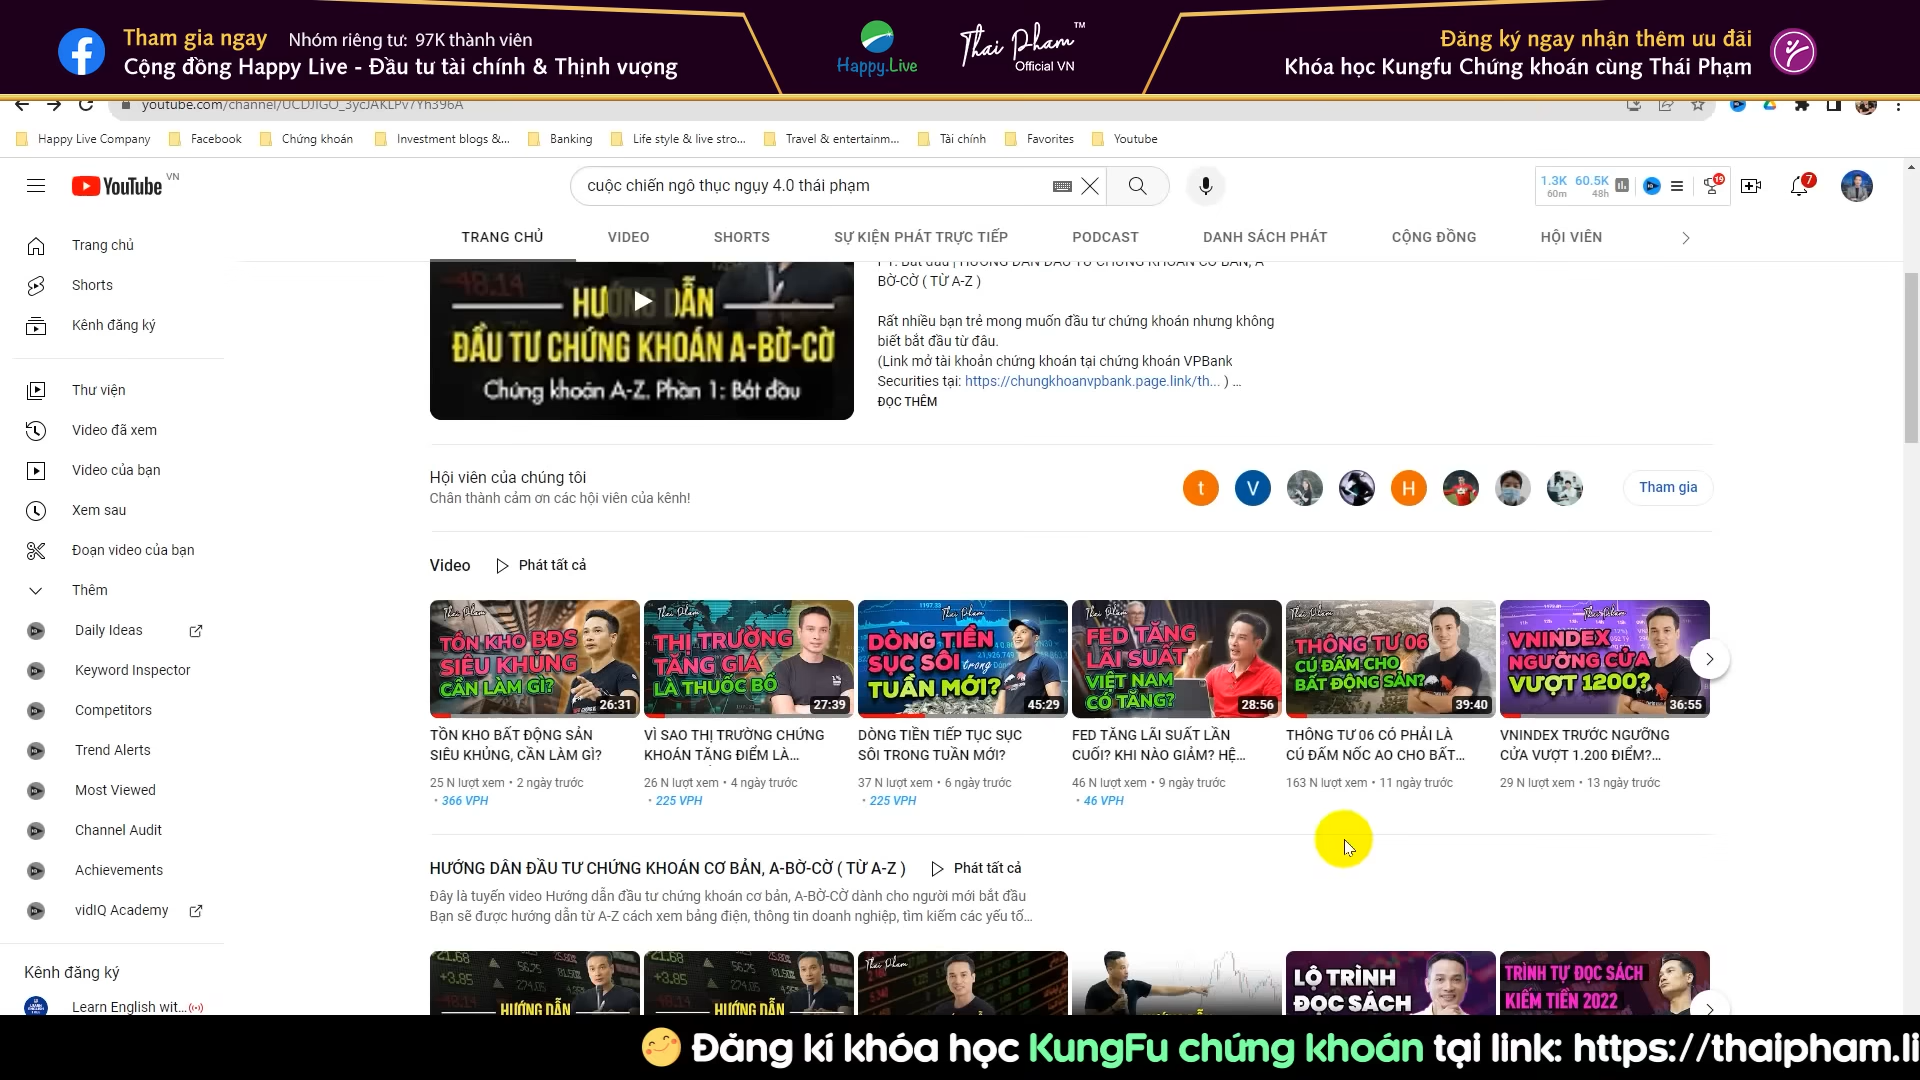 Tham gia ngay Nhóm riêng tư: 97K thành viên
Cộng đồng Happy Live - Đầu tư tài chính & Thịnh vượng
Happy.Live
Thai Pham™
Official VN
Đăng ký ngay nhận thêm ưu đãi
Khóa học Kungfu Chứng khoán cùng Thái Phạm
Happy Live Company Facebook Chứng khoán Investment blogs &... Banking Life style & live stro... Travel & entertainm... Tài chính Favorites Youtube
YouTube VN
cuộc chiến ngô thục ngụy 4.0 thái phạm
1.3K 60.5K
60m 48h
19
7
TRANG CHỦ VIDEO SHORTS SỰ KIỆN PHÁT TRỰC TIẾP PODCAST DANH SÁCH PHÁT CỘNG ĐỒNG HỘI VIÊN
Trang chủ
Shorts
Kênh đăng ký
Thư viện
Video đã xem
Video của bạn
Xem sau
Đoạn video của bạn
Thêm
Daily Ideas
Keyword Inspector
Competitors
Trend Alerts
Most Viewed
Channel Audit
Achievements
vidIQ Academy
Kênh đăng ký
Learn English wit...
48.14
HƯỚNG DẪN
ĐẦU TƯ CHỨNG KHOÁN A-BỜ-CỜ
Chứng khoán A-Z. Phần 1: Bắt đầu
BỜ-CỜ ( TỪ A-Z )
Rất nhiều bạn trẻ mong muốn đầu tư chứng khoán nhưng không
biết bắt đầu từ đâu.
(Link mở tài khoản chứng khoán tại chứng khoán VPBank
Securities tại: https://chungkhoanvpbank.page.link/th... ) ...
ĐỌC THÊM
Hội viên của chúng tôi
Chân thành cảm ơn các hội viên của kênh!
t V H
Tham gia
Video Phát tất cả
Thai Pham
TỒN KHO BĐS
SIÊU KHỦNG
CẦN LÀM GÌ?
26:31
Thai Pham
THỊ TRƯỜNG
TĂNG GIÁ
LÀ THUỐC BỔ
27:39
Thai Pham
DÒNG TIỀN
SỤC SÔI trong
TUẦN MỚI?
45:29
Thai Pham
FED TĂNG
LÃI SUẤT
VIỆT NAM
CÓ TĂNG?
28:56
Thai Pham
THÔNG TƯ 06
CÚ ĐẤM CHO
BẤT ĐỘNG SẢN?
39:40
Thai Pham
VNINDEX
NGƯỠNG CỬA
VƯỢT 1200?
36:55
TỒN KHO BẤT ĐỘNG SẢN
SIÊU KHỦNG, CẦN LÀM GÌ?
25 N lượt xem • 2 ngày trước
• 366 VPH
VÌ SAO THỊ TRƯỜNG CHỨNG
KHOÁN TĂNG ĐIỂM LÀ...
26 N lượt xem • 4 ngày trước
• 225 VPH
DÒNG TIỀN TIẾP TỤC SỤC
SÔI TRONG TUẦN MỚI?
37 N lượt xem • 6 ngày trước
• 225 VPH
FED TĂNG LÃI SUẤT LẦN
CUỐI? KHI NÀO GIẢM? HỆ...
46 N lượt xem • 9 ngày trước
• 46 VPH
THÔNG TƯ 06 CÓ PHẢI LÀ
CÚ ĐẤM NỐC AO CHO BẤT...
163 N lượt xem • 11 ngày trước
VNINDEX TRƯỚC NGƯỠNG
CỬA VƯỢT 1.200 ĐIỂM?...
29 N lượt xem • 13 ngày trước
HƯỚNG DẪN ĐẦU TƯ CHỨNG KHOÁN CƠ BẢN, A-BỜ-CỜ ( TỪ A-Z ) Phát tất cả
Đây là tuyển video Hướng dẫn đầu tư chứng khoán cơ bản, A-BỜ-CỜ dành cho người mới bắt đầu
Bạn sẽ được hướng dẫn từ A-Z cách xem bảng điện, thông tin doanh nghiệp, tìm kiếm các yếu tố...
HƯỚNG DẪN
HƯỚNG DẪN
Thai Pham
LỘ TRÌNH
ĐỌC SÁCH
TRÌNH TỰ ĐỌC SÁCH
KIẾM TIỀN 2022
Đăng kí khóa học KungFu chứng khoán tại link: https://thaipham.li